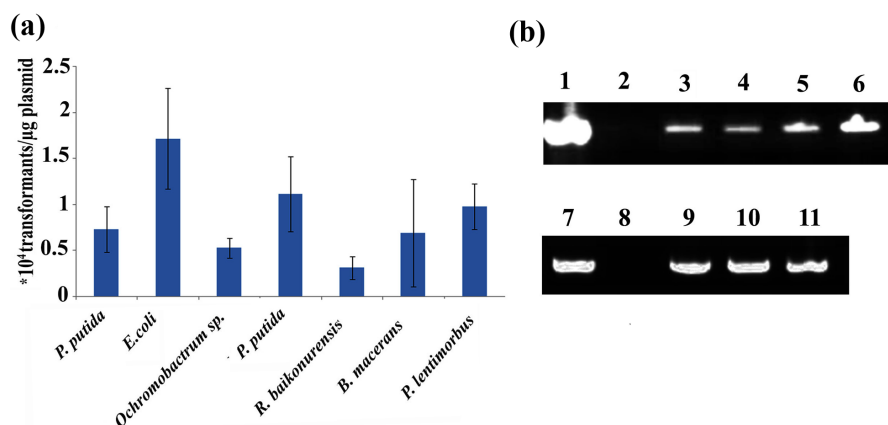 (a)
*10⁴transformants/μg plasmid
2.5
2
1.5
1
0.5
0
P. putida
E.coli
Ochromobactrum sp.
P. putida
R. baikonurensis
B. macerans
P. lentimorbus
(b)
1 2 3 4 5 6
7 8 9 10 11